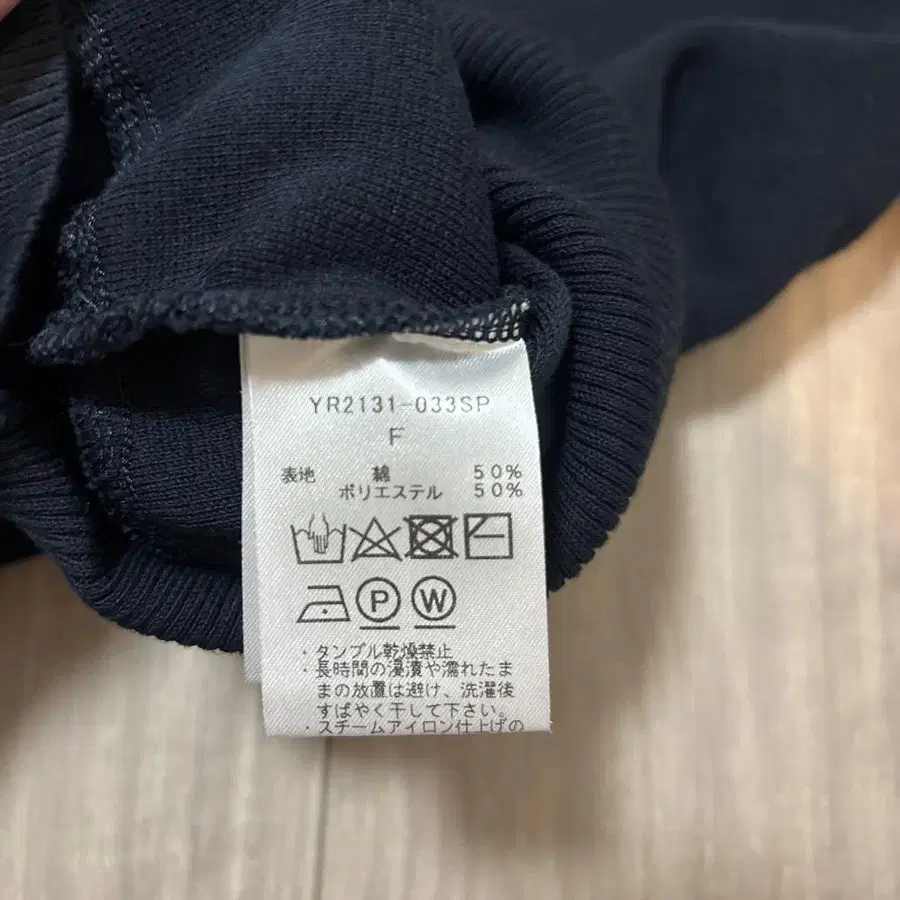 YR2131-033SP
F
表地 綿 50%
ポリエステル 50%
P W
・タンブル乾燥禁止
・長時間の浸漬や濡れたま
まの放置は避け、洗濯後
すばやく干して下さい。
・スチームアイロン仕上げの